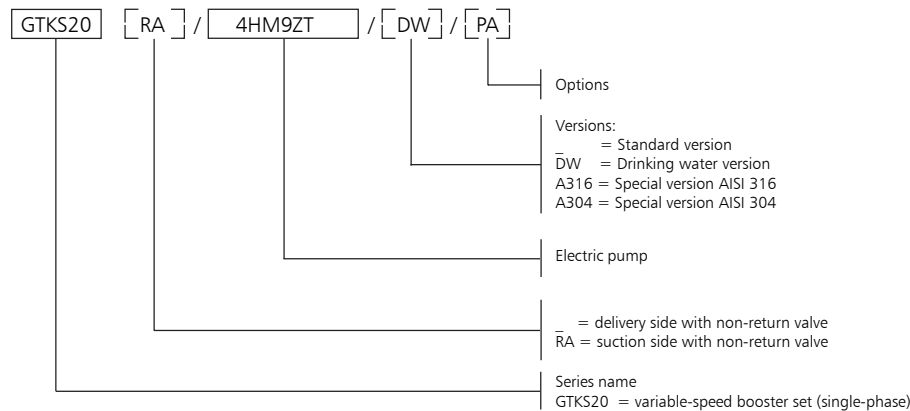 GTKS20 RA / 4HM9ZT / DW / PA
Options
Versions:
_ = Standard version
DW = Drinking water version
A316 = Special version AISI 316
A304 = Special version AISI 304
Electric pump
_ = delivery side with non-return valve
RA = suction side with non-return valve
Series name
GTKS20 = variable-speed booster set (single-phase)